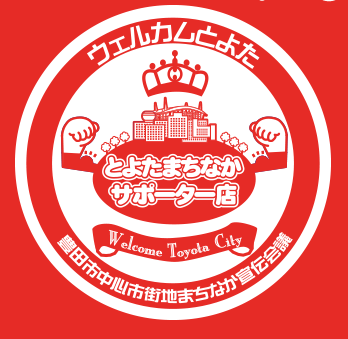 ウェルカムとよた
とよたまちなか
サポーター店
Welcome Toyota City
豊田市中心市街地まちなか宣伝会議